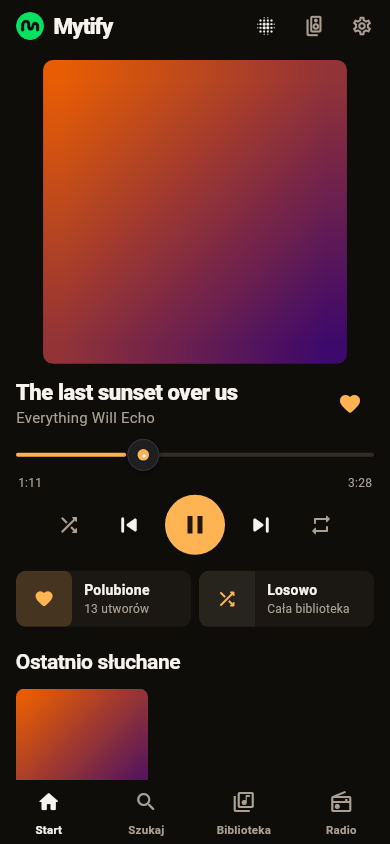 Mytify
The last sunset over us
Everything Will Echo
1:11
3:28
Polubione
13 utworów
Losowo
Cała biblioteka
Ostatnio słuchane
Start
Szukaj
Biblioteka
Radio